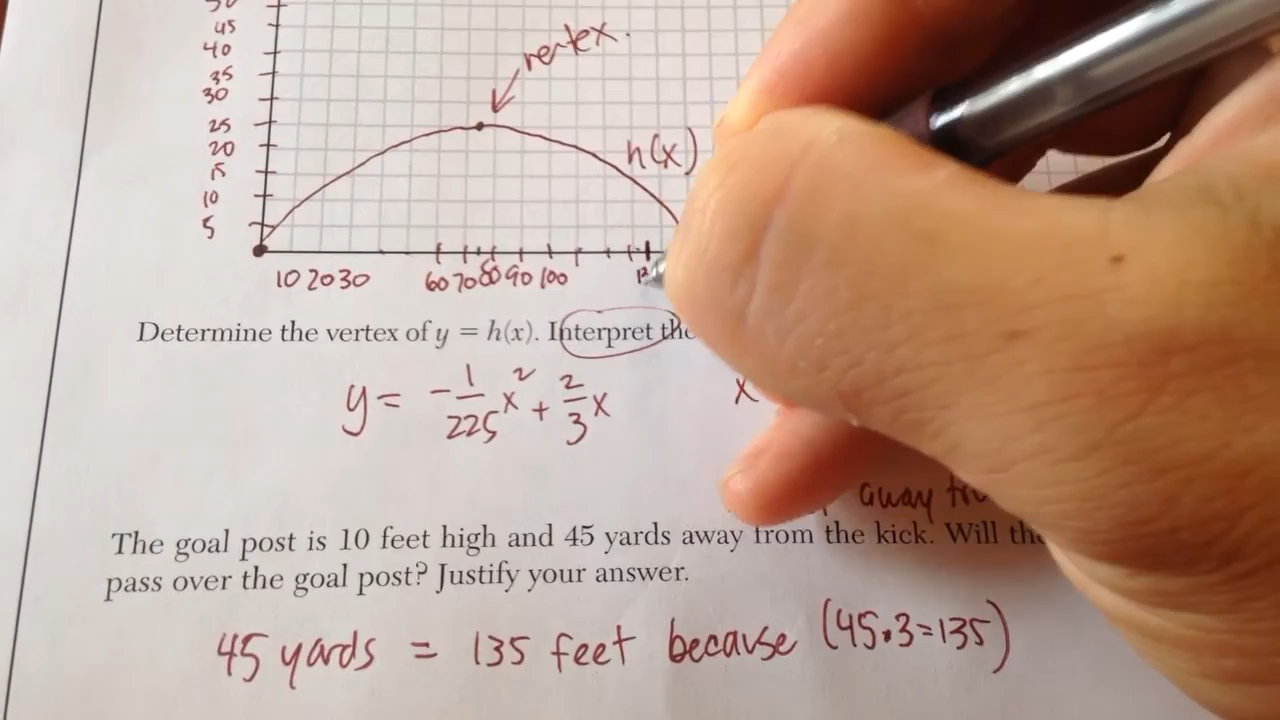 45
40
35
30
25
20
15
10
5
vertex.
h(x)
10 20 30 60 70 80 90 100
Determine the vertex of y = h(x). Interpret the
y = -1/225 x² + 2/3 x
x
away
The goal post is 10 feet high and 45 yards away from the kick. Will
pass over the goal post? Justify your answer.
45 yards = 135 feet because (45•3=135)